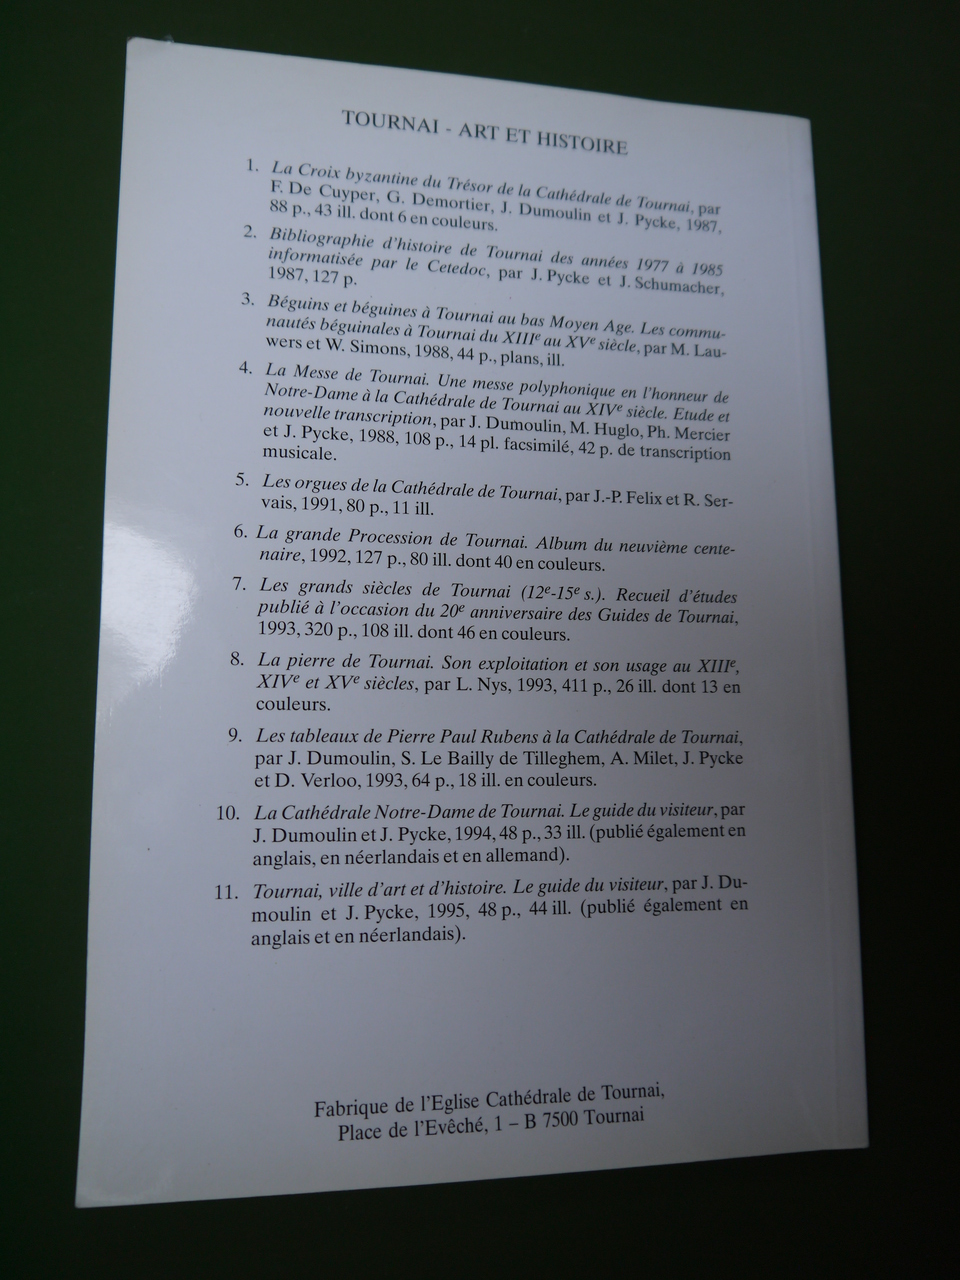 TOURNAI - ART ET HISTOIRE
1. La Croix byzantine du Trésor de la Cathédrale de Tournai, par
F. De Cuyper, G. Demortier, J. Dumoulin et J. Pycke, 1987,
88 p., 43 ill. dont 6 en couleurs.
2. Bibliographie d'histoire de Tournai des années 1977 à 1985
informatisée par le Cetedoc, par J. Pycke et J. Schumacher,
1987, 127 p.
3. Béguins et béguines à Tournai au bas Moyen Age. Les commu-
nautés béguinales à Tournai du XIIIe au XVe siècle, par M. Lau-
wers et W. Simons, 1988, 44 p., plans, ill.
4. La Messe de Tournai. Une messe polyphonique en l'honneur de
Notre-Dame à la Cathédrale de Tournai au XIVe siècle. Etude et
nouvelle transcription, par J. Dumoulin, M. Huglo, Ph. Mercier
et J. Pycke, 1988, 108 p., 14 pl. facsimilé, 42 p. de transcription
musicale.
5. Les orgues de la Cathédrale de Tournai, par J.-P. Felix et R. Ser-
vais, 1991, 80 p., 11 ill.
6. La grande Procession de Tournai. Album du neuvième cente-
naire, 1992, 127 p., 80 ill. dont 40 en couleurs.
7. Les grands siècles de Tournai (12e-15e s.). Recueil d'études
publié à l'occasion du 20e anniversaire des Guides de Tournai,
1993, 320 p., 108 ill. dont 46 en couleurs.
8. La pierre de Tournai. Son exploitation et son usage au XIIIe,
XIVe et XVe siècles, par L. Nys, 1993, 411 p., 26 ill. dont 13 en
couleurs.
9. Les tableaux de Pierre Paul Rubens à la Cathédrale de Tournai,
par J. Dumoulin, S. Le Bailly de Tilleghem, A. Milet, J. Pycke
et D. Verloo, 1993, 64 p., 18 ill. en couleurs.
10. La Cathédrale Notre-Dame de Tournai. Le guide du visiteur, par
J. Dumoulin et J. Pycke, 1994, 48 p., 33 ill. (publié également en
anglais, en néerlandais et en allemand).
11. Tournai, ville d'art et d'histoire. Le guide du visiteur, par J. Du-
moulin et J. Pycke, 1995, 48 p., 44 ill. (publié également en
anglais et en néerlandais).
Fabrique de l'Eglise Cathédrale de Tournai,
Place de l'Evêché, 1 – B 7500 Tournai